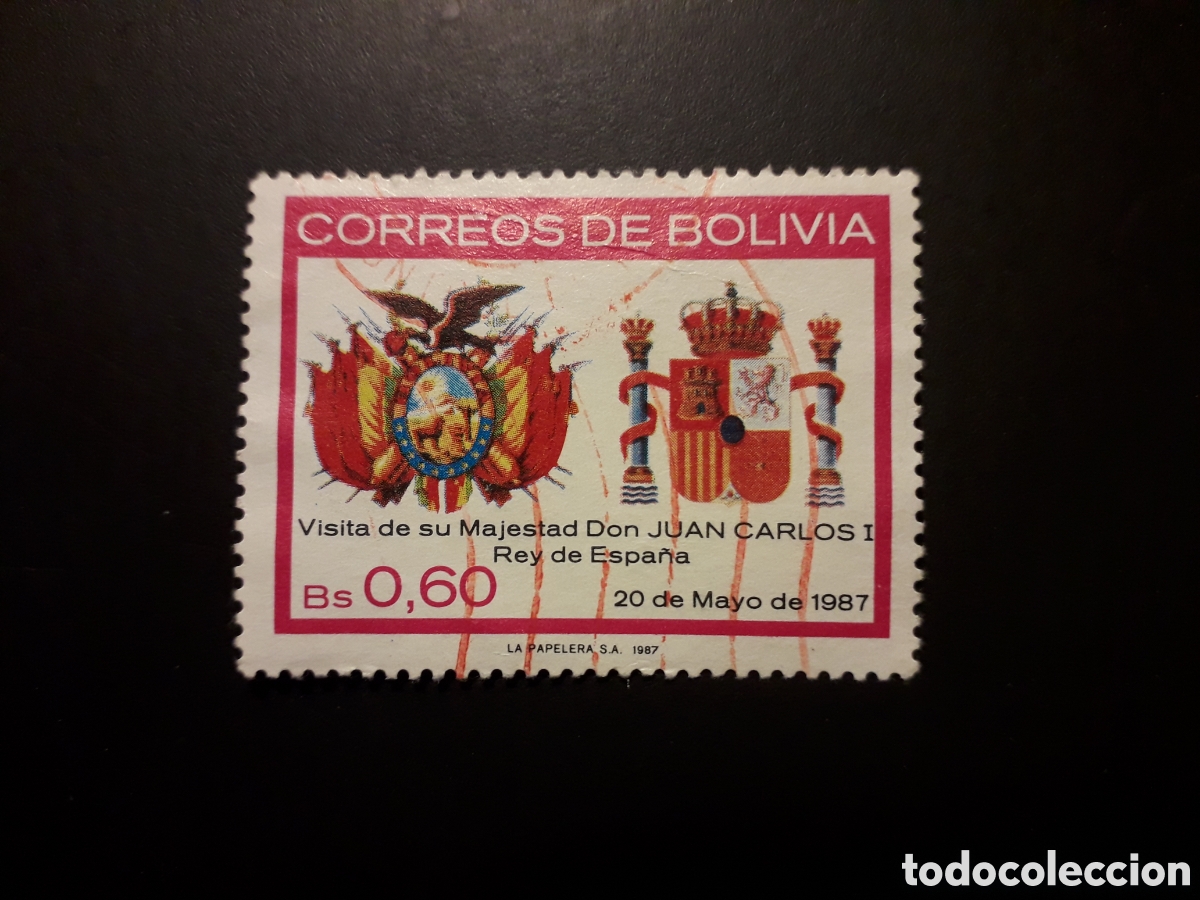 CORREOS DE BOLIVIA
Visita de su Majestad Don JUAN CARLOS I
Rey de España
Bs 0,60
20 de Mayo de 1987
LA PAPELERA S.A. 1987
todocoleccion